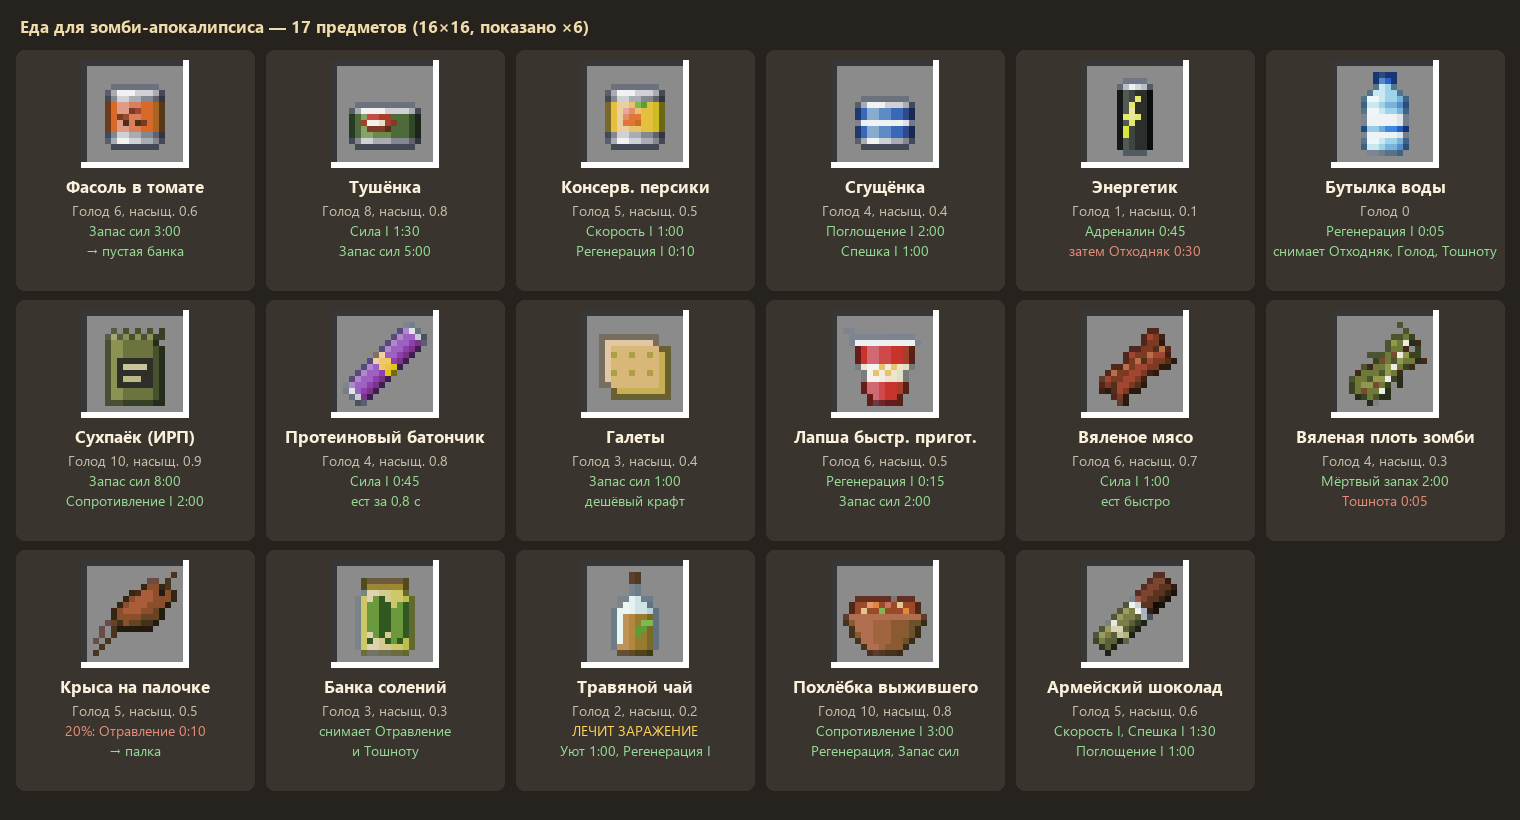 Еда для зомби-апокалипсиса — 17 предметов (16×16, показано ×6)
Фасоль в томате
Голод 6, насыщ. 0.6
Запас сил 3:00
→ пустая банка
Тушёнка
Голод 8, насыщ. 0.8
Сила I 1:30
Запас сил 5:00
Консерв. персики
Голод 5, насыщ. 0.5
Скорость I 1:00
Регенерация I 0:10
Сгущёнка
Голод 4, насыщ. 0.4
Поглощение I 2:00
Спешка I 1:00
Энергетик
Голод 1, насыщ. 0.1
Адреналин 0:45
затем Отходняк 0:30
Бутылка воды
Голод 0
Регенерация I 0:05
снимает Отходняк, Голод, Тошноту
Сухпаёк (ИРП)
Голод 10, насыщ. 0.9
Запас сил 8:00
Сопротивление I 2:00
Протеиновый батончик
Голод 4, насыщ. 0.8
Сила I 0:45
ест за 0,8 с
Галеты
Голод 3, насыщ. 0.4
Запас сил 1:00
дешёвый крафт
Лапша быстр. пригот.
Голод 6, насыщ. 0.5
Регенерация I 0:15
Запас сил 2:00
Вяленое мясо
Голод 6, насыщ. 0.7
Сила I 1:00
ест быстро
Вяленая плоть зомби
Голод 4, насыщ. 0.3
Мёртвый запах 2:00
Тошнота 0:05
Крыса на палочке
Голод 5, насыщ. 0.5
20%: Отравление 0:10
→ палка
Банка солений
Голод 3, насыщ. 0.3
снимает Отравление
и Тошноту
Травяной чай
Голод 2, насыщ. 0.2
ЛЕЧИТ ЗАРАЖЕНИЕ
Уют 1:00, Регенерация I
Похлёбка выжившего
Голод 10, насыщ. 0.8
Сопротивление I 3:00
Регенерация, Запас сил
Армейский шоколад
Голод 5, насыщ. 0.6
Скорость I, Спешка I 1:30
Поглощение I 1:00